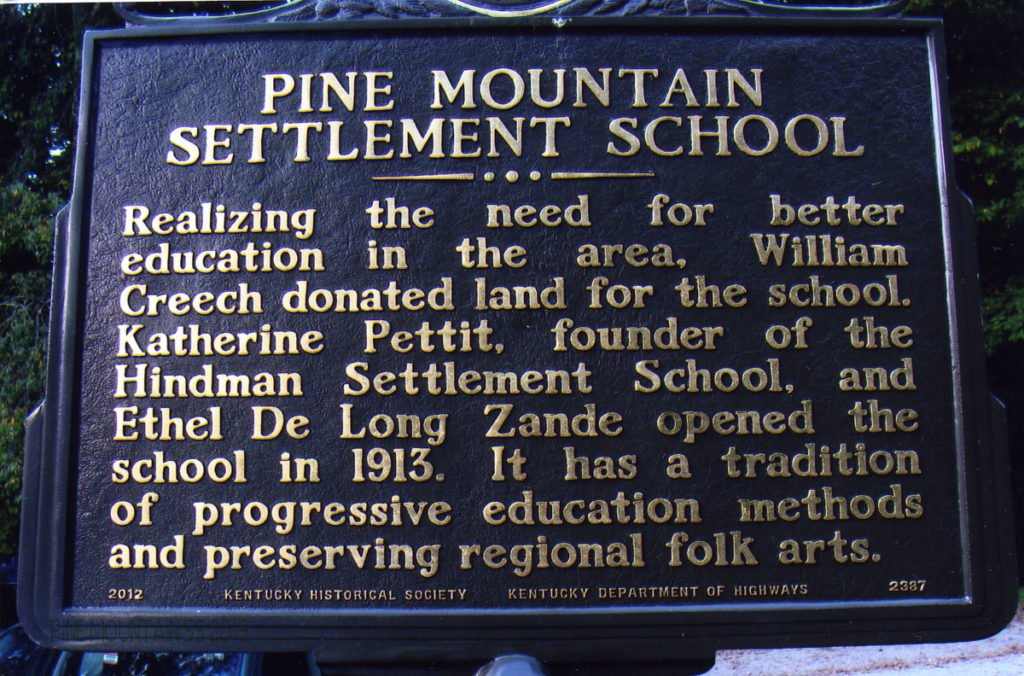 PINE MOUNTAIN
SETTLEMENT SCHOOL
Realizing the need for better
education in the area, William
Creech donated land for the school.
Katherine Pettit, founder of the
Hindman Settlement School, and
Ethel De Long Zande opened the
school in 1913. It has a tradition
of progressive education methods
and preserving regional folk arts.
2012 KENTUCKY HISTORICAL SOCIETY KENTUCKY DEPARTMENT OF HIGHWAYS 2387